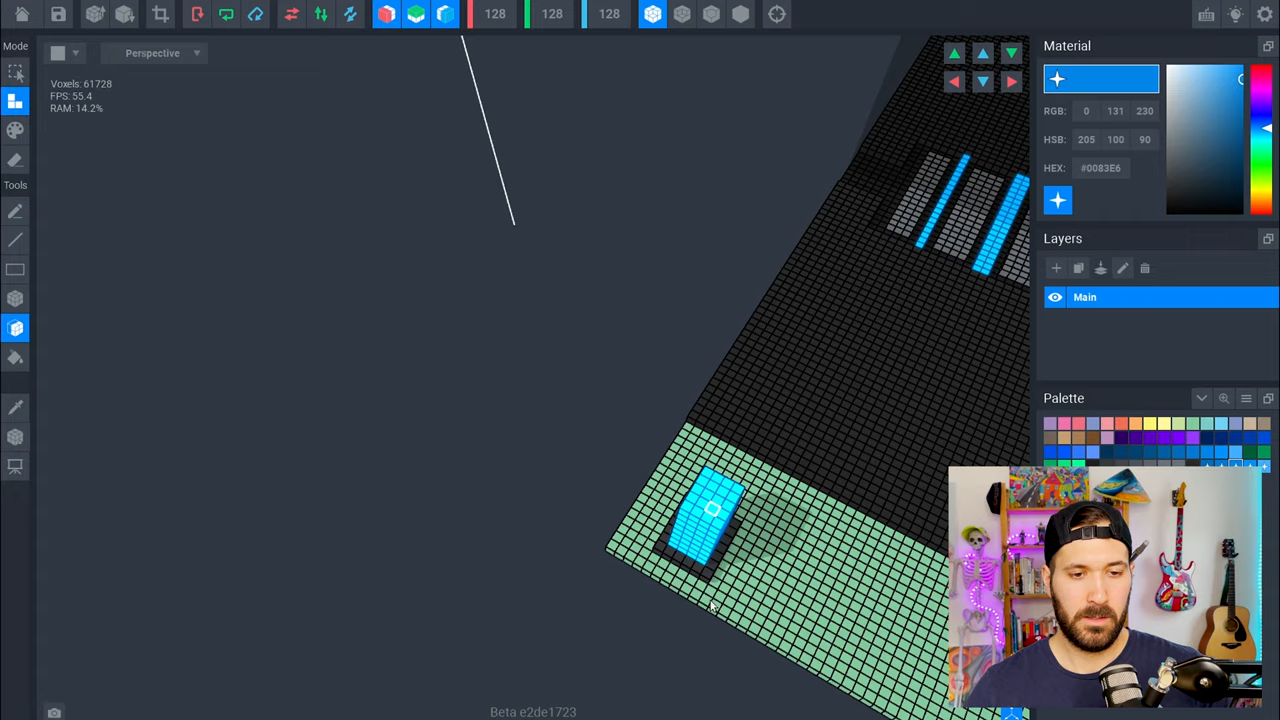 128
128
128
Mode
Perspective
Material
Voxels: 61728
FPS: 55.4
RAM: 14.2%
RGB: 0 131 230
HSB: 205 100 90
HEX: #0083E6
Tools
Layers
Main
Palette
Beta e2de1723